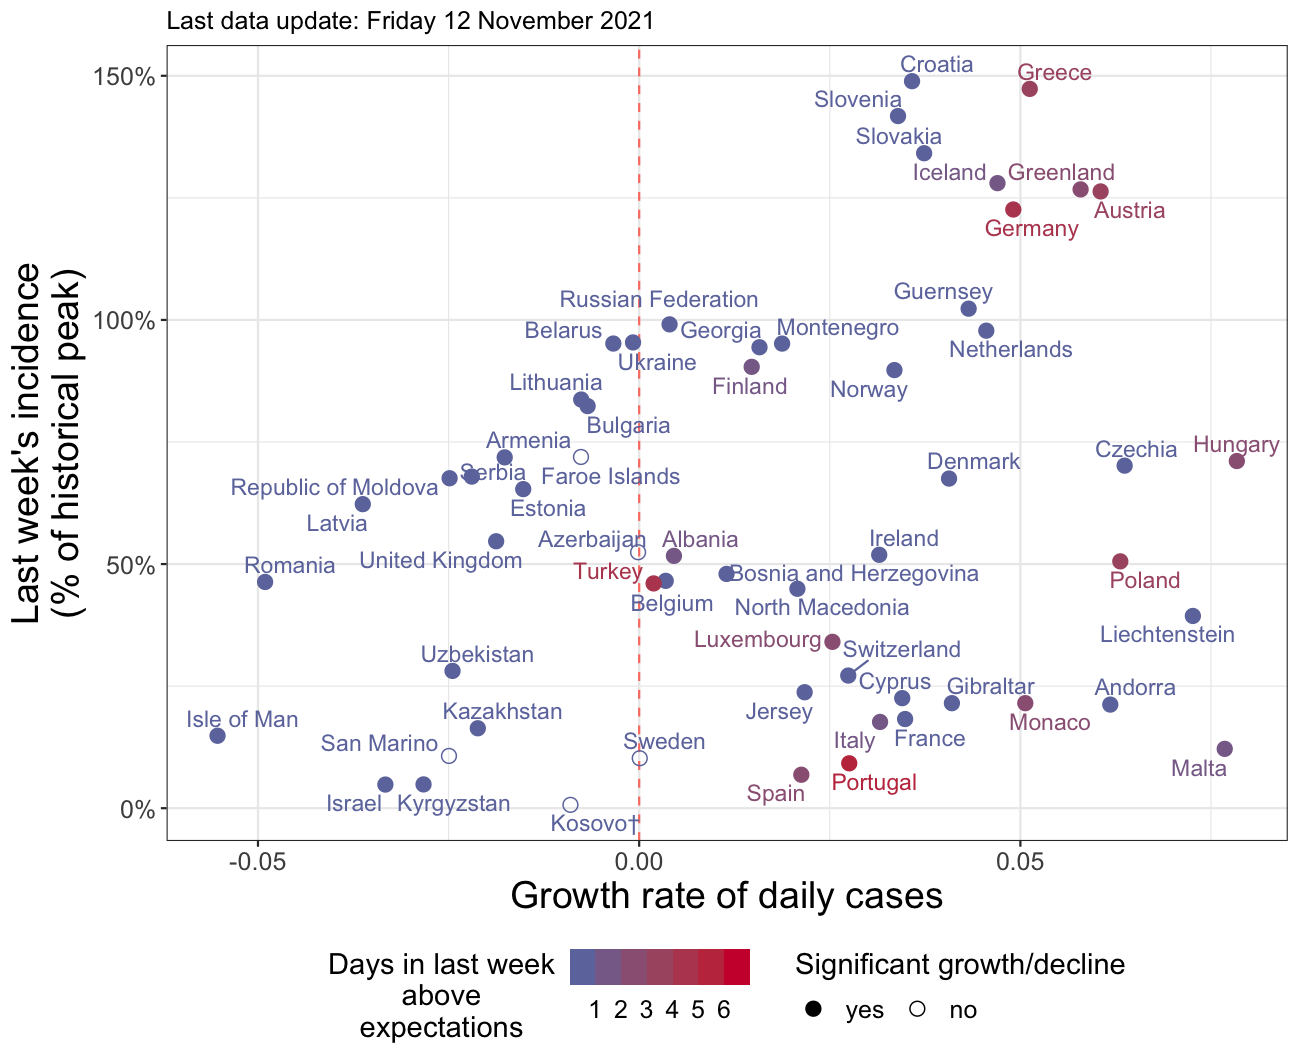 Last data update: Friday 12 November 2021
Croatia
Greece
150%
Slovenia
Slovakia
Iceland
Greenland
Austria
Germany
Guernsey
Russian Federation
100%
Belarus
Georgia
Montenegro
Netherlands
Ukraine
Lithuania
Finland
Norway
Bulgaria
Armenia
Hungary
Czechia
Denmark
Serbia
Faroe Islands
Republic of Moldova
Estonia
Latvia
Azerbaijan
Albania
Ireland
United Kingdom
50%
Romania
Turkey
Bosnia and Herzegovina
Poland
Belgium
North Macedonia
Liechtenstein
Luxembourg
Switzerland
Uzbekistan
Cyprus
Gibraltar
Andorra
Isle of Man
Kazakhstan
Jersey
Monaco
San Marino
Sweden
Italy
France
Malta
Portugal
Spain
Israel
Kyrgyzstan
0%
Kosovo†
Last week's incidence
(% of historical peak)
-0.05
0.00
0.05
Growth rate of daily cases
Days in last week
above
expectations
1 2 3 4 5 6
Significant growth/decline
yes
no